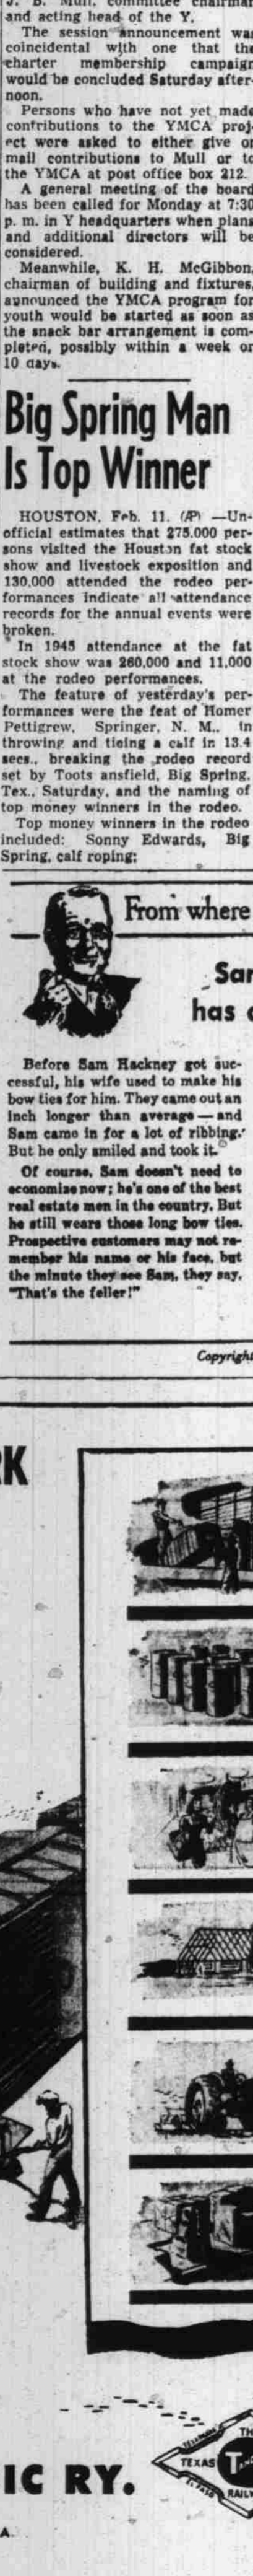 J. B. Mull, committee chairman
and acting head of the Y.
The session announcement was
coincidental with one that the
charter membership campaign
would be concluded Saturday after-
noon.
Persons who have not yet made
contributions to the YMCA proj-
ect were asked to either give or
mail contributions to Mull or to
the YMCA at post office box 212.
A general meeting of the board
has been called for Monday at 7:30
p. m. in Y headquarters when plans
and additional directors will be
considered.
Meanwhile, K. H. McGibbon,
chairman of building and fixtures,
announced the YMCA program for
youth would be started as soon as
the snack bar arrangement is com-
pleted, possibly within a week or
10 days.
Big Spring Man
Is Top Winner
HOUSTON, Feb. 11. (AP) —Un-
official estimates that 275.000 per-
sons visited the Houston fat stock
show and livestock exposition and
130,000 attended the rodeo per-
formances indicate all attendance
records for the annual events were
broken.
In 1945 attendance at the fat
stock show was 260,000 and 11,000
at the rodeo performances.
The feature of yesterday's per-
formances were the feat of Homer
Pettigrew, Springer, N. M., in
throwing and tieing a calf in 13.4
secs., breaking the rodeo record
set by Toots ansfield, Big Spring,
Tex., Saturday, and the naming of
top money winners in the rodeo.
Top money winners in the rodeo
included: Sonny Edwards, Big
Spring, calf roping;
From where
Sar
has
Before Sam Hackney got suc-
cessful, his wife used to make his
bow ties for him. They came out an
inch longer than average—and
Sam came in for a lot of ribbing.
But he only smiled and took it.
Of course, Sam doesn't need to
economize now; he's one of the best
real estate men in the country. But
he still wears those long bow ties.
Prospective customers may not re-
member his name or his face, but
the minute they see Sam, they say,
"That's the feller!"
Copyright
K
TH
TEXAS
T
EL PASO
RAILW
IC RY.
A.